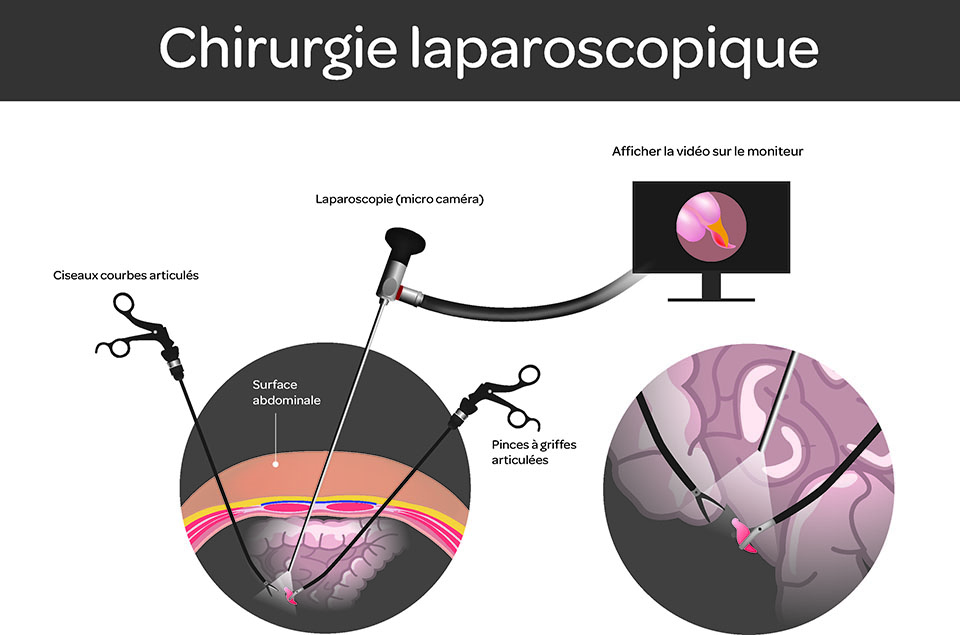 Chirurgie laparoscopique
Afficher la vidéo sur le moniteur
Laparoscopie (micro caméra)
Ciseaux courbes articulés
Surface
abdominale
Pinces à griffes
articulées